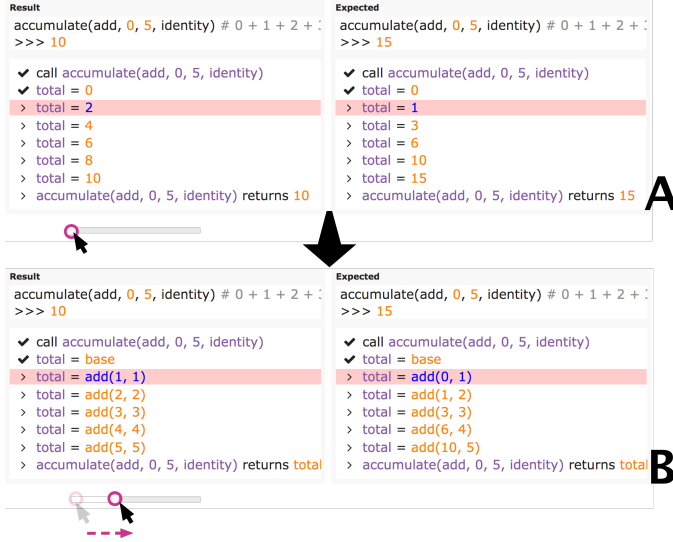 Result Expected
accumulate(add, 0, 5, identity) # 0 + 1 + 2 + accumulate(add, 0, 5, identity) # 0 + 1 + 2 +
>>> 10 >>> 15
✔ call accumulate(add, 0, 5, identity) ✔ call accumulate(add, 0, 5, identity)
✔ total = 0 ✔ total = 0
> total = 2 > total = 1
> total = 4 > total = 3
> total = 6 > total = 6
> total = 8 > total = 10
> total = 10 > total = 15
> accumulate(add, 0, 5, identity) returns 10 > accumulate(add, 0, 5, identity) returns 15
A
Result Expected
accumulate(add, 0, 5, identity) # 0 + 1 + 2 + accumulate(add, 0, 5, identity) # 0 + 1 + 2 +
>>> 10 >>> 15
✔ call accumulate(add, 0, 5, identity) ✔ call accumulate(add, 0, 5, identity)
✔ total = base ✔ total = base
> total = add(1, 1) > total = add(0, 1)
> total = add(2, 2) > total = add(1, 2)
> total = add(3, 3) > total = add(3, 3)
> total = add(4, 4) > total = add(6, 4)
> total = add(5, 5) > total = add(10, 5)
> accumulate(add, 0, 5, identity) returns total > accumulate(add, 0, 5, identity) returns total
B